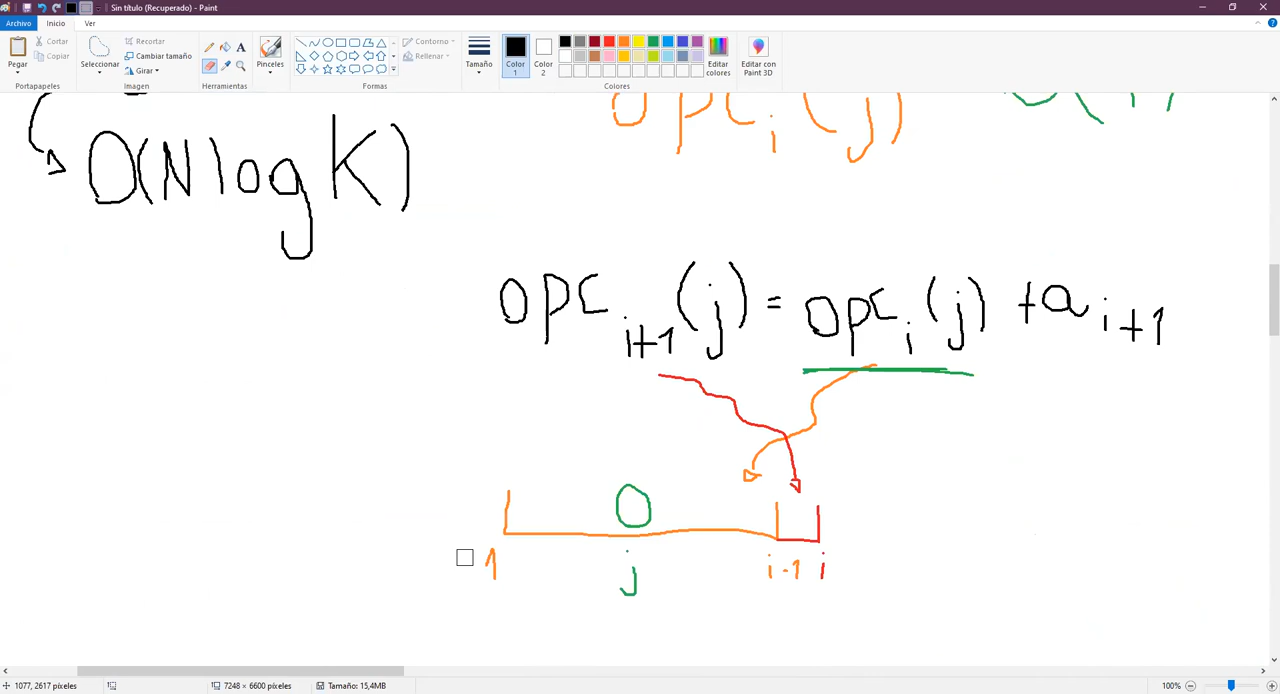 Sin título (Recuperado) - Paint
Archivo Inicio Ver
Pegar
Cortar
Copiar
Portapapeles
Seleccionar
Recortar
Cambiar tamaño
Girar
Imagen
A
Herramientas
Pinceles
Contorno
Rellenar
Formas
Tamaño
Color 1
Color 2
Editar colores
Colores
Editar con Paint 3D
opc i (j)
O(N log K)
opc i+1 (j) = opc i (j) + a i+1
1 j i-1 i
1077, 2617 píxeles 7248 × 6600 píxeles Tamaño: 15,4MB 100%